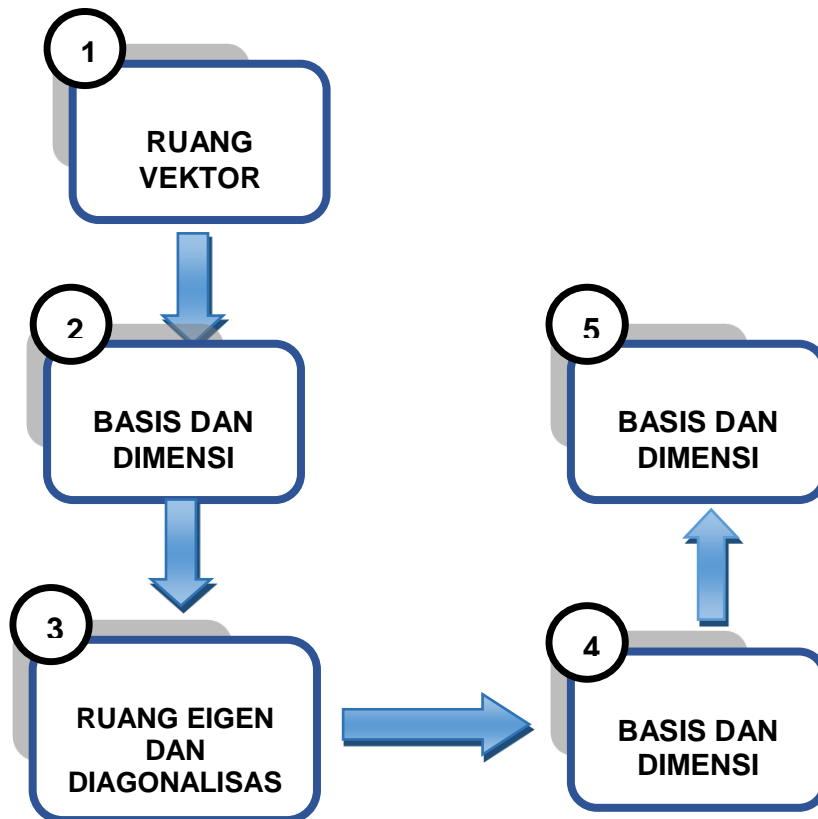 1
RUANG
VEKTOR
2
BASIS DAN
DIMENSI
3
RUANG EIGEN
DAN
DIAGONALISAS
4
BASIS DAN
DIMENSI
5
BASIS DAN
DIMENSI